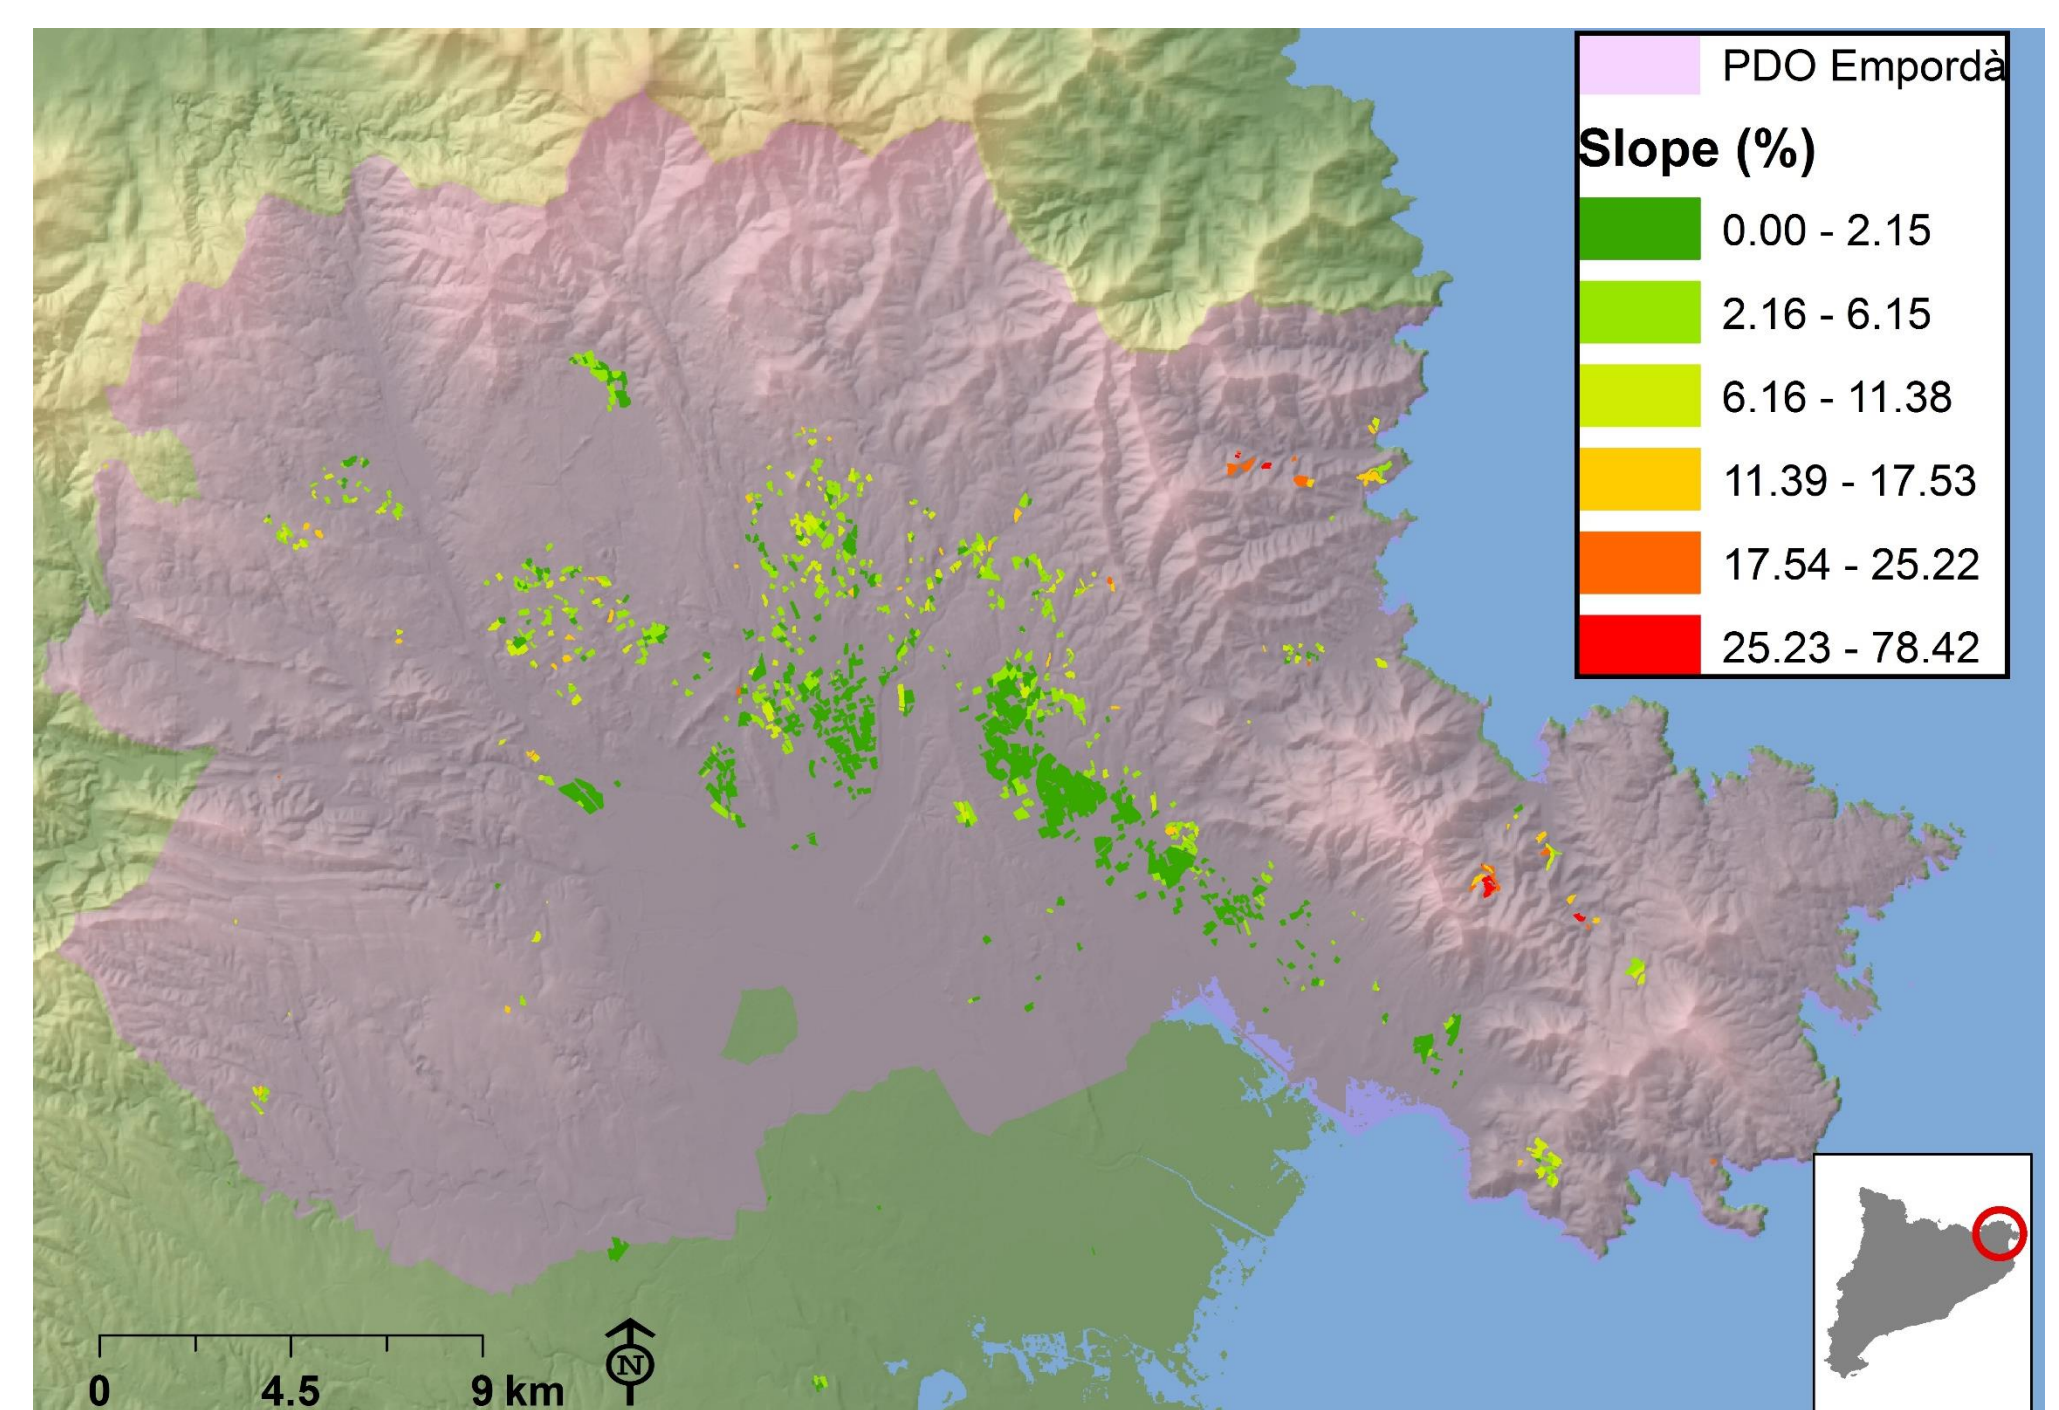 PDO Empordà
Slope (%)
0.00 - 2.15
2.16 - 6.15
6.16 - 11.38
11.39 - 17.53
17.54 - 25.22
25.23 - 78.42
0 4.5 9 km
N